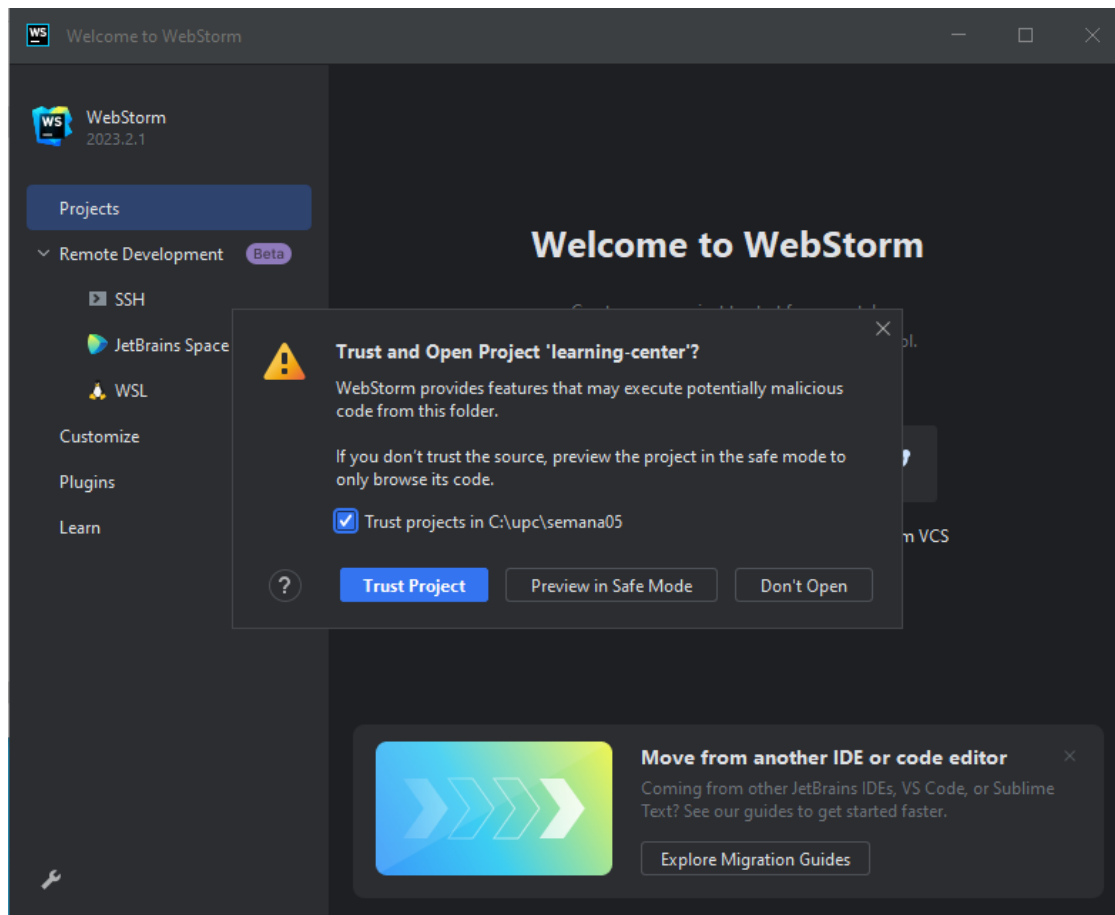 WS
Welcome to WebStorm
WS
WebStorm
2023.2.1
Projects
Remote Development Beta
SSH
JetBrains Space
WSL
Customize
Plugins
Learn
Welcome to WebStorm
Trust and Open Project 'learning-center'?
WebStorm provides features that may execute potentially malicious
code from this folder.
If you don't trust the source, preview the project in the safe mode to
only browse its code.
Trust projects in C:\upc\semana05
? Trust Project Preview in Safe Mode Don't Open
VCS
Move from another IDE or code editor
Coming from other JetBrains IDEs, VS Code, or Sublime
Text? See our guides to get started faster.
Explore Migration Guides